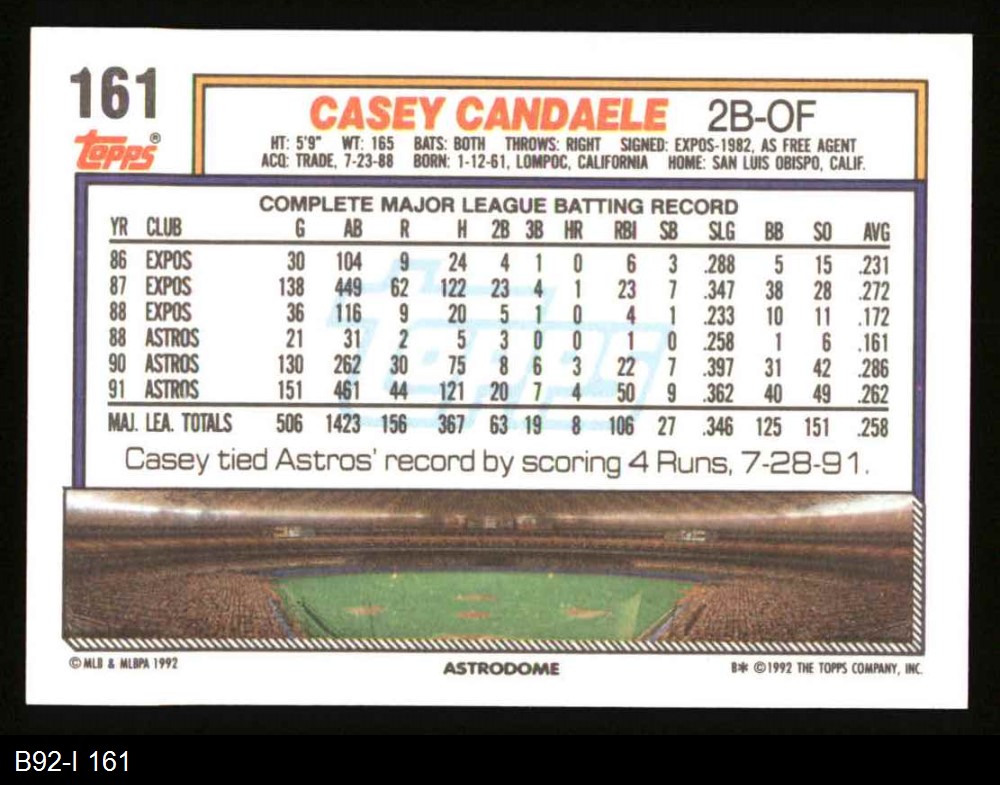 161
Topps®
CASEY CANDAELE 2B-OF
HT: 5'9" WT: 165 BATS: BOTH THROWS: RIGHT SIGNED: EXPOS-1982, AS FREE AGENT
ACQ: TRADE, 7-23-88 BORN: 1-12-61, LOMPOC, CALIFORNIA HOME: SAN LUIS OBISPO, CALIF.
COMPLETE MAJOR LEAGUE BATTING RECORD
YR CLUB G AB R H 2B 3B HR RBI SB SLG BB SO AVG
86 EXPOS 30 104 9 24 4 1 0 6 3 .288 5 15 .231
87 EXPOS 138 449 62 122 23 4 1 23 7 .347 38 28 .272
88 EXPOS 36 116 9 20 5 1 0 4 1 .233 10 11 .172
88 ASTROS 21 31 2 5 3 0 0 1 0 .258 1 6 .161
90 ASTROS 130 262 30 75 8 6 3 22 7 .397 31 42 .286
91 ASTROS 151 461 44 121 20 7 4 50 9 .362 40 49 .262
MAJ. LEA. TOTALS 506 1423 156 367 63 19 8 106 27 .346 125 151 .258
Topps
Casey tied Astros' record by scoring 4 Runs, 7-28-91.
© MLB & MLBPA 1992 ASTRODOME B* © 1992 THE TOPPS COMPANY, INC.
B92-I 161